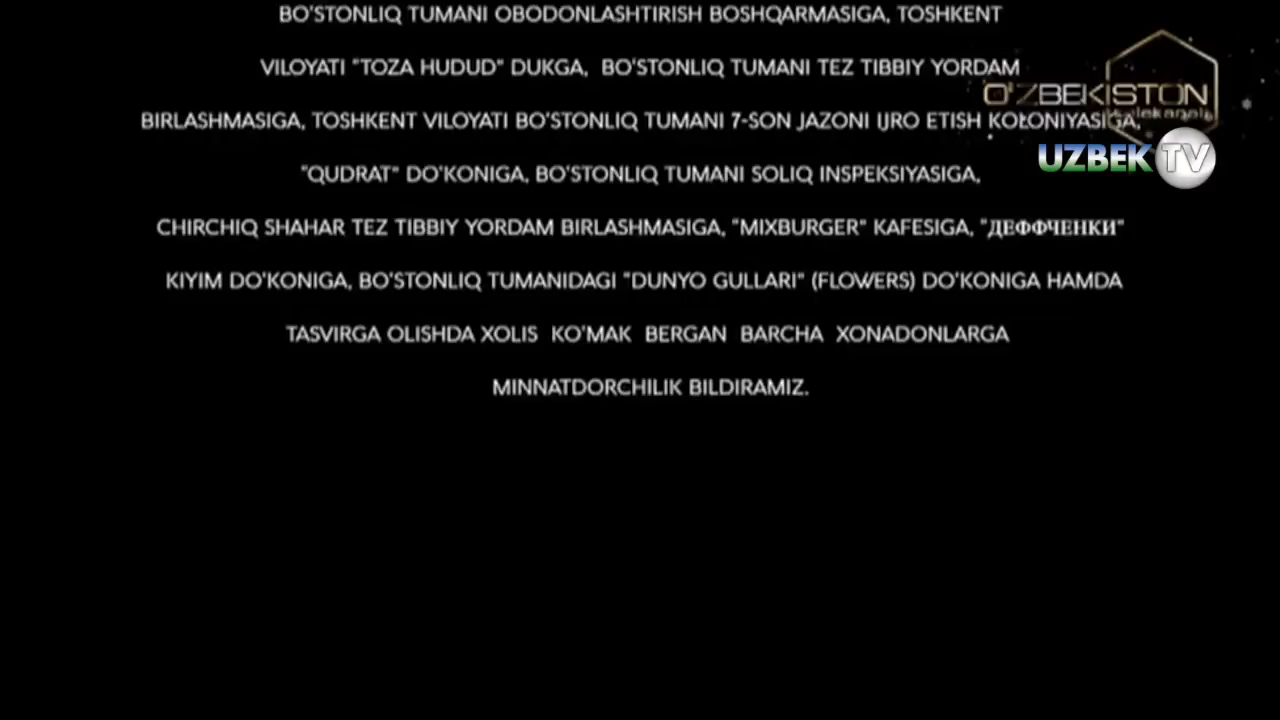 BO'STONLIQ TUMANI OBODONLASHTIRISH BOSHQARMASIGA, TOSHKENT
VILOYATI "TOZA HUDUD" DUKGA, BO'STONLIQ TUMANI TEZ TIBBIY YORDAM
O'ZBEKISTON
telekanali
BIRLASHMASIGA, TOSHKENT VILOYATI BO'STONLIQ TUMANI 7-SON JAZONI IJRO ETISH KOLONIYASIGA,
UZBEK TV
"QUDRAT" DO'KONIGA, BO'STONLIQ TUMANI SOLIQ INSPEKSIYASIGA,
CHIRCHIQ SHAHAR TEZ TIBBIY YORDAM BIRLASHMASIGA, "MIXBURGER" KAFESIGA, "ДЕФФЧЕНКИ"
KIYIM DO'KONIGA, BO'STONLIQ TUMANIDAGI "DUNYO GULLARI" (FLOWERS) DO'KONIGA HAMDA
TASVIRGA OLISHDA XOLIS KO'MAK BERGAN BARCHA XONADONLARGA
MINNATDORCHILIK BILDIRAMIZ.